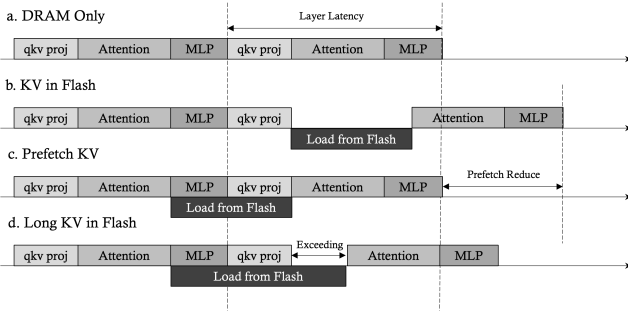 a. DRAM Only
Layer Latency
qkv proj Attention MLP qkv proj Attention MLP
b. KV in Flash
qkv proj Attention MLP qkv proj Attention MLP
Load from Flash
c. Prefetch KV
Prefetch Reduce
qkv proj Attention MLP qkv proj Attention MLP
Load from Flash
d. Long KV in Flash
Exceeding
qkv proj Attention MLP qkv proj Attention MLP
Load from Flash